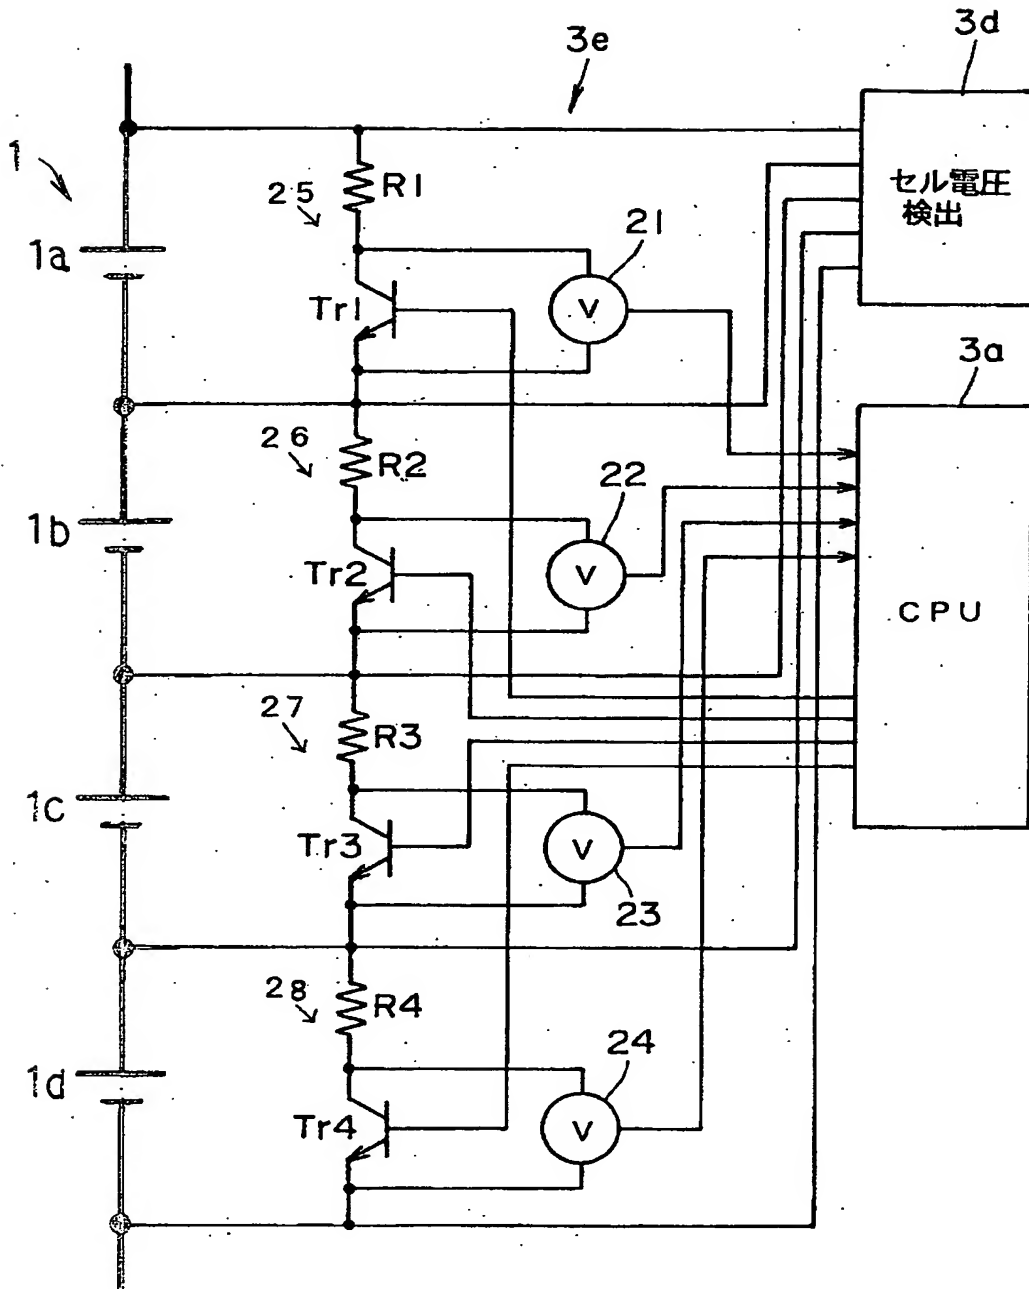 3d
3e
1
セル電圧
検出
R1
25
21
1a
Tr1
V
3a
26
R2
22
1b
Tr2
V
CPU
27
R3
1c
Tr3
V
23
28
R4
24
1d
Tr4
V